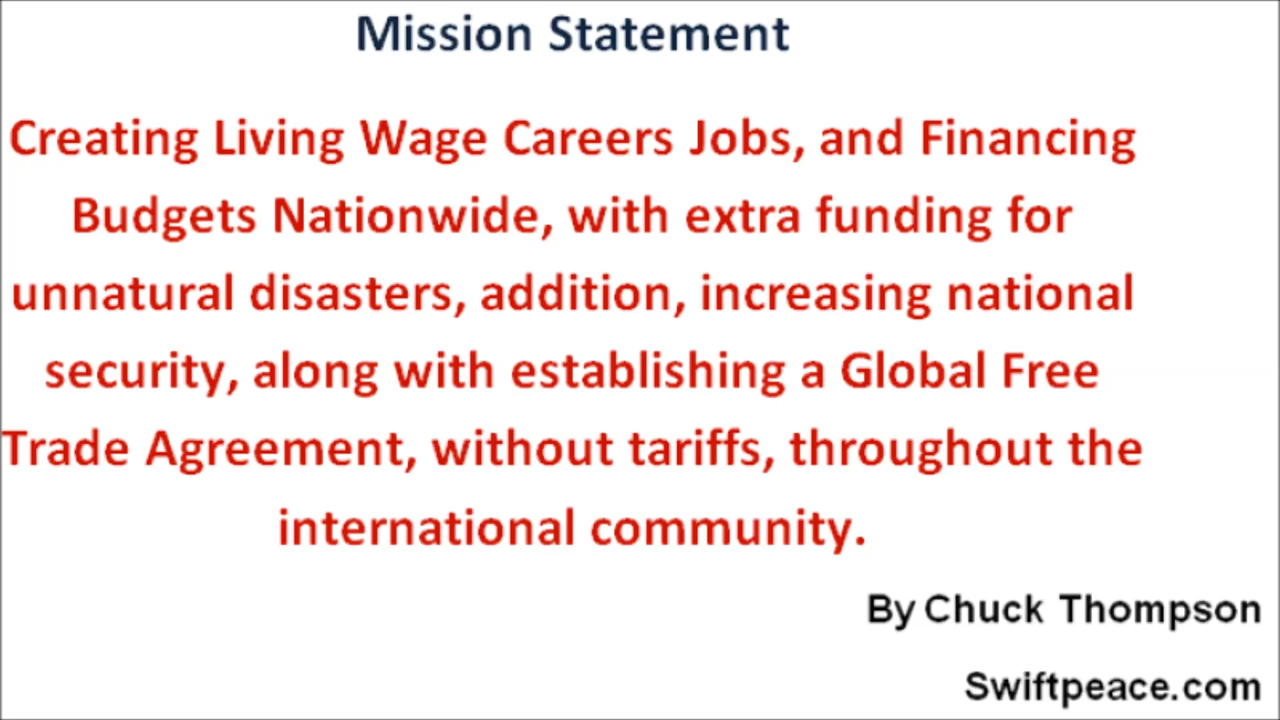 Mission Statement
Creating Living Wage Careers Jobs, and Financing
Budgets Nationwide, with extra funding for
unnatural disasters, addition, increasing national
security, along with establishing a Global Free
Trade Agreement, without tariffs, throughout the
international community.
By Chuck Thompson
Swiftpeace.com